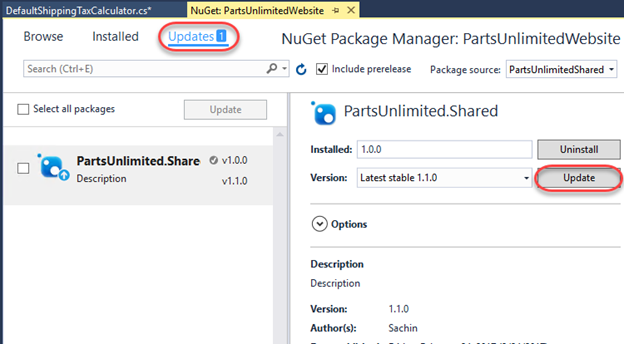 DefaultShippingTaxCalculator.cs*
NuGet: PartsUnlimitedWebsite
Browse Installed Updates 1
NuGet Package Manager: PartsUnlimitedWebsite
Search (Ctrl+E)
Include prerelease
Package source: PartsUnlimitedShared
Select all packages
Update
PartsUnlimited.Share v1.0.0
Description v1.1.0
PartsUnlimited.Shared
Installed: 1.0.0 Uninstall
Version: Latest stable 1.1.0 Update
Options
Description
Description
Version: 1.1.0
Author(s): Sachin